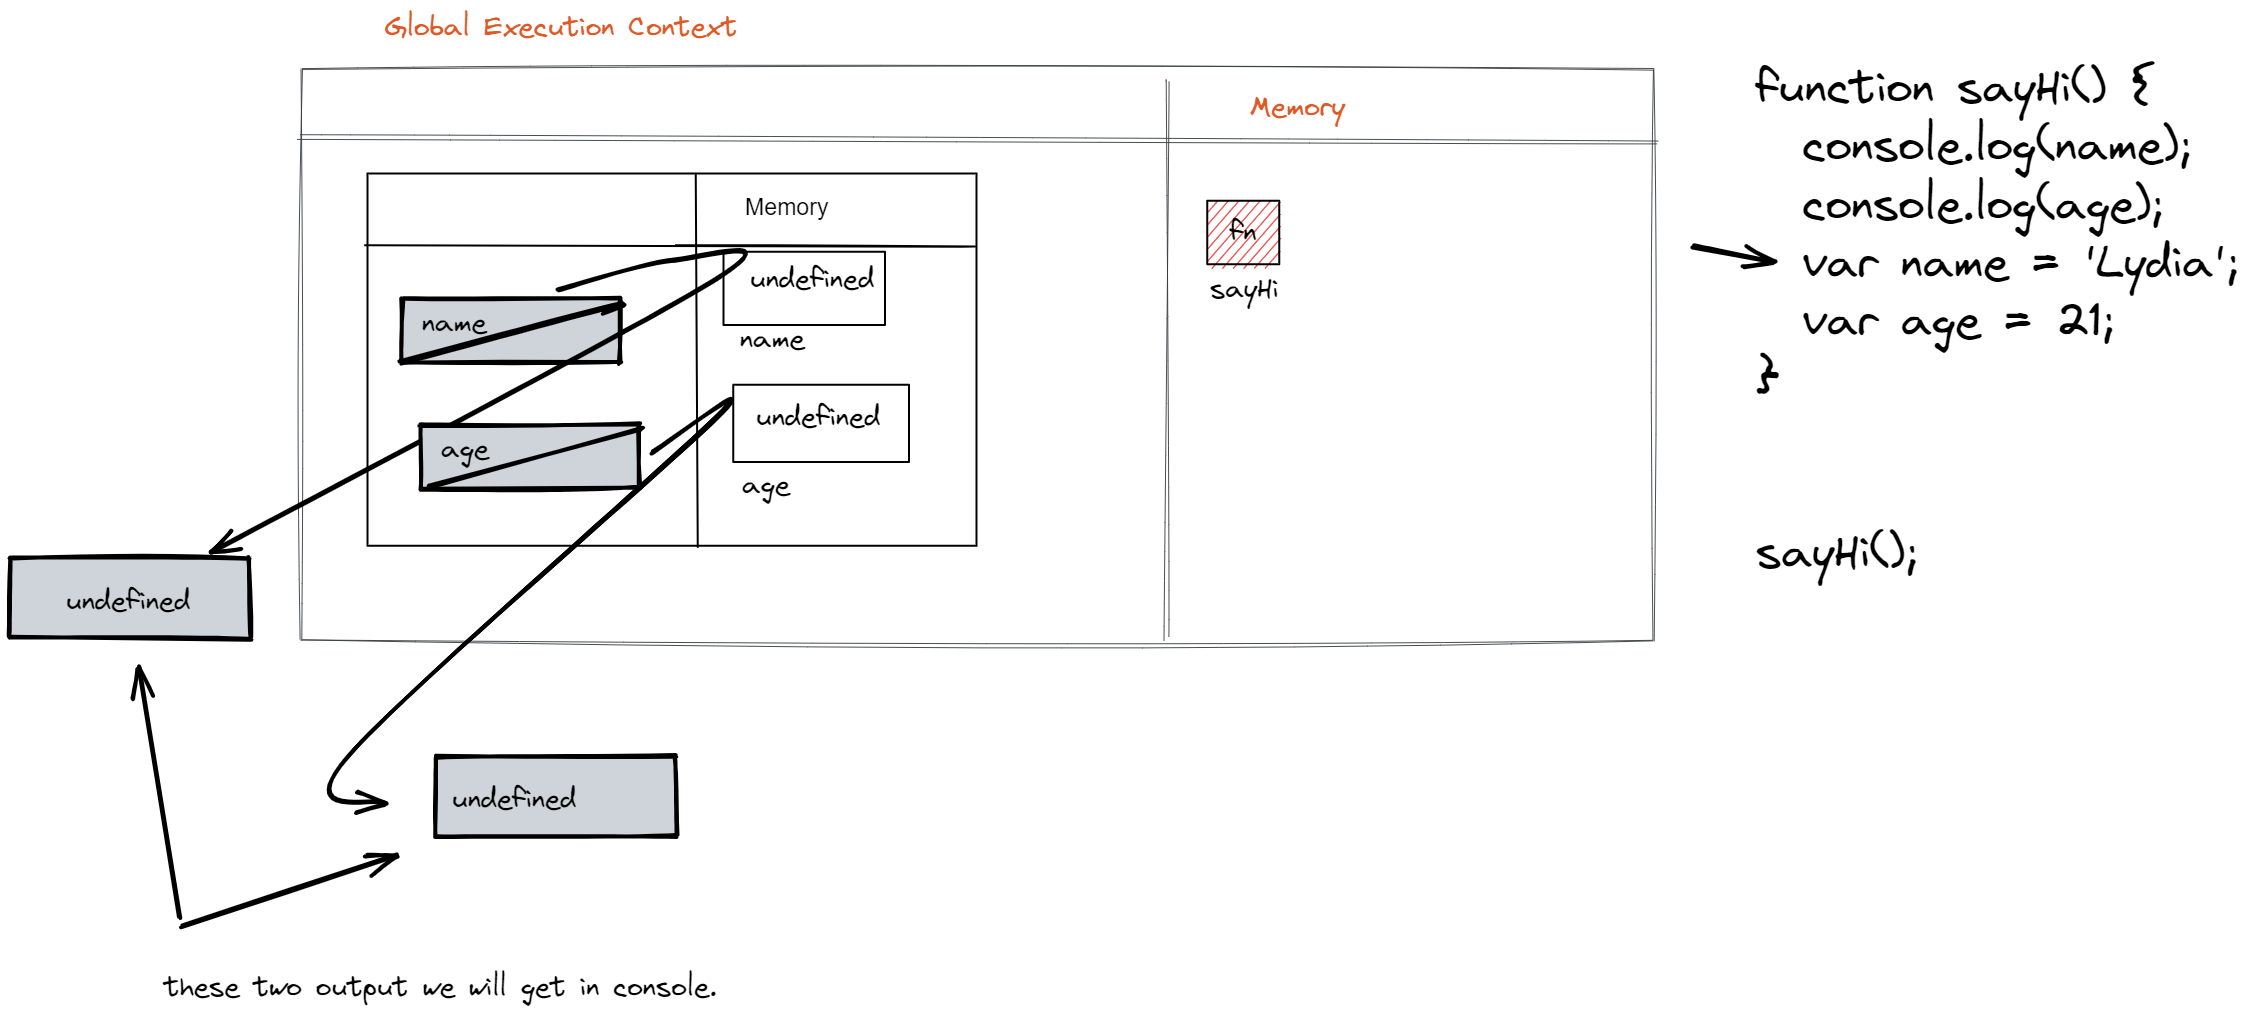 Global Execution Context
Memory
Memory
name
undefined
name
age
undefined
age
fn
sayHi
undefined
undefined
these two output we will get in console.
function sayHi() {
console.log(name);
console.log(age);
var name = 'Lydia';
var age = 21;
}
sayHi();